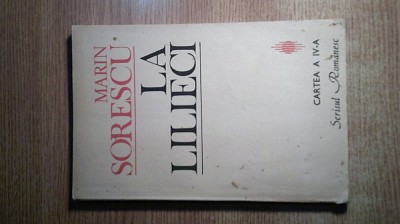 MARIN
SORESCU
LA
LILIECI
CARTEA A IV-A
Scrisul Românesc